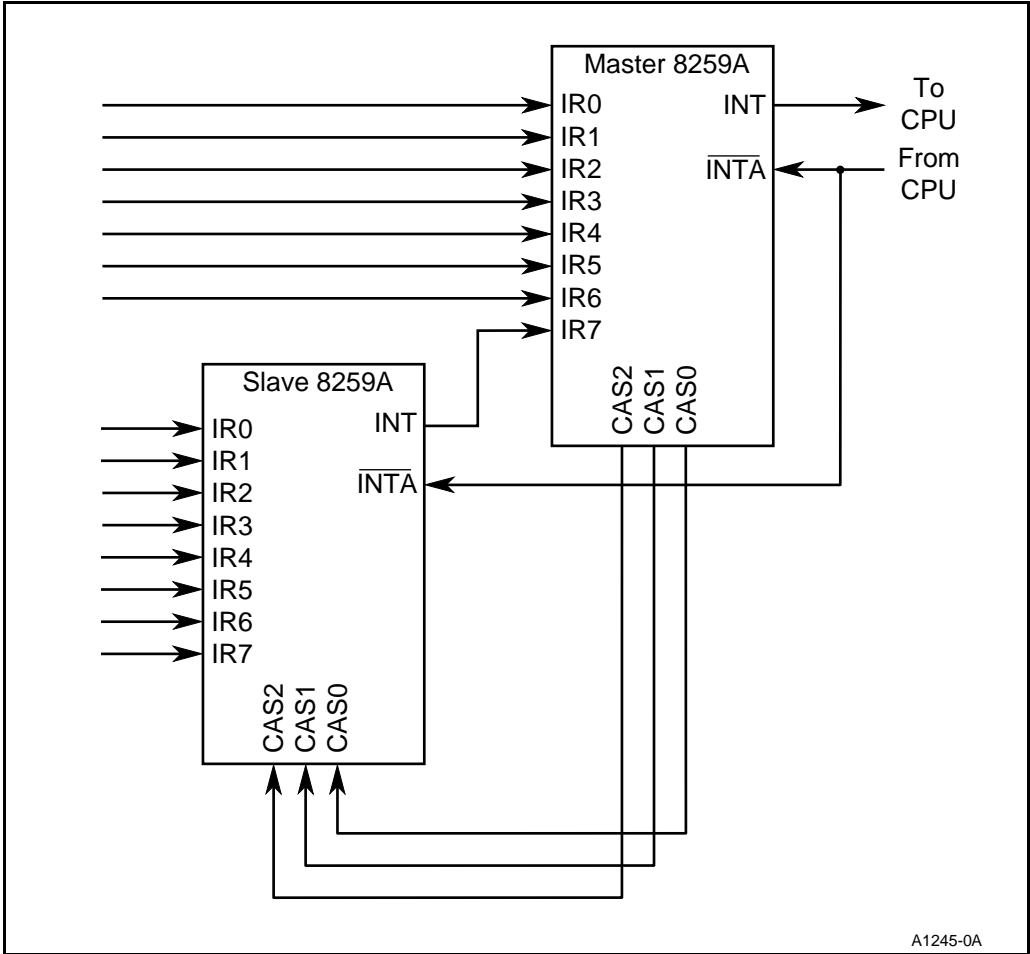 Master 8259A
IR0
IR1
IR2
IR3
IR4
IR5
IR6
IR7
INT
INTA
To
CPU
From
CPU
CAS2
CAS1
CAS0
Slave 8259A
IR0
IR1
IR2
IR3
IR4
IR5
IR6
IR7
INT
INTA
CAS2
CAS1
CAS0
A1245-0A